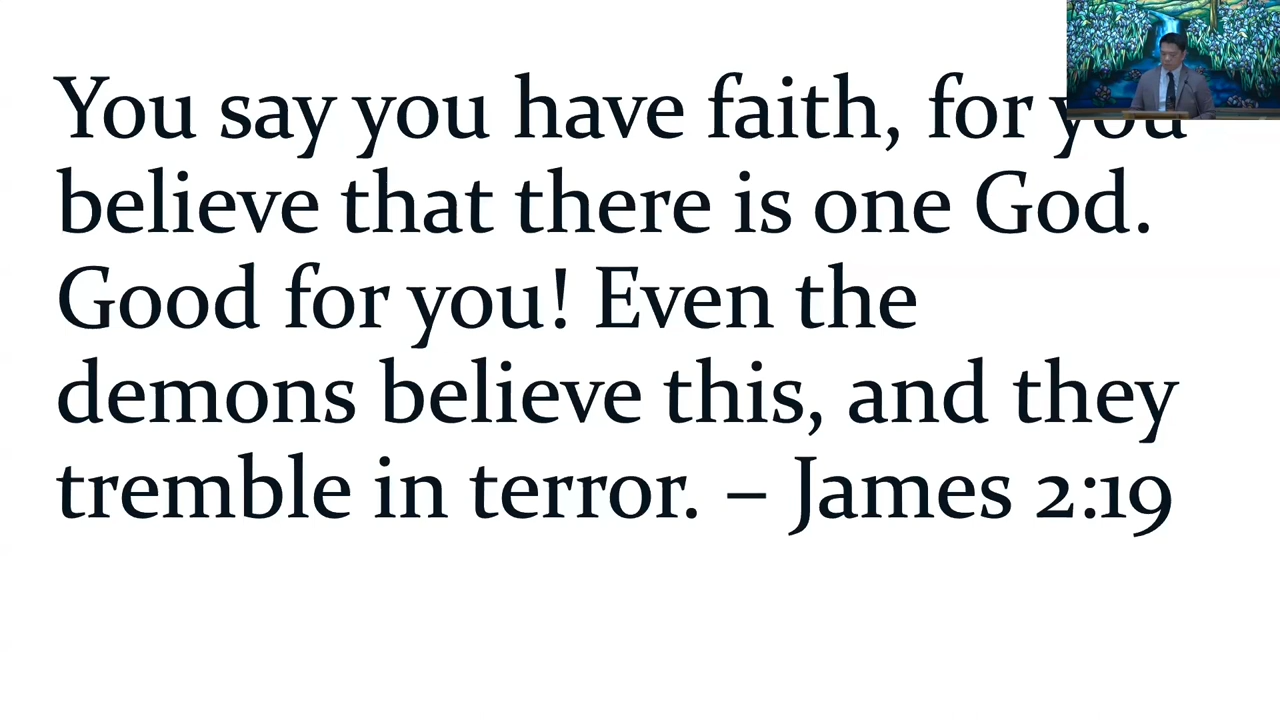 You say you have faith, for you
believe that there is one God.
Good for you! Even the
demons believe this, and they
tremble in terror. – James 2:19